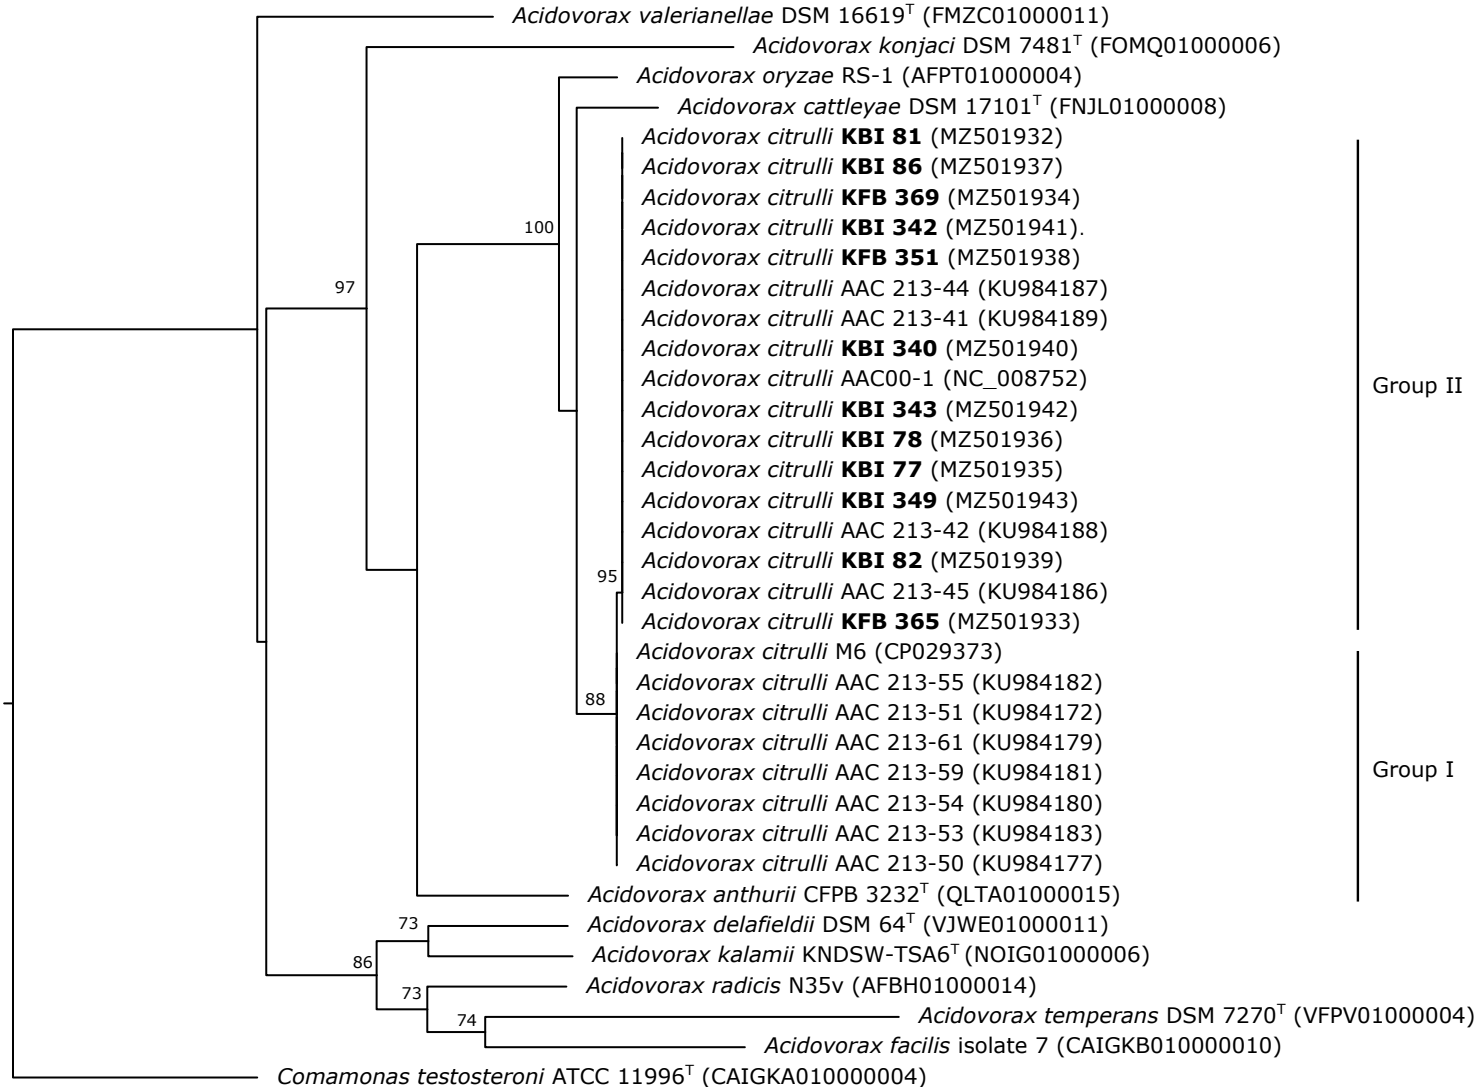 Acidovorax valerianellae DSM 16619ᵀ (FMZC01000011)
Acidovorax konjaci DSM 7481ᵀ (FOMQ01000006)
Acidovorax oryzae RS-1 (AFPT01000004)
Acidovorax cattleyae DSM 17101ᵀ (FNJL01000008)
Acidovorax citrulli KBI 81 (MZ501932)
Acidovorax citrulli KBI 86 (MZ501937)
Acidovorax citrulli KFB 369 (MZ501934)
100
Acidovorax citrulli KBI 342 (MZ501941).
Acidovorax citrulli KFB 351 (MZ501938)
97
Acidovorax citrulli AAC 213-44 (KU984187)
Acidovorax citrulli AAC 213-41 (KU984189)
Acidovorax citrulli KBI 340 (MZ501940)
Acidovorax citrulli AAC00-1 (NC_008752)
Group II
Acidovorax citrulli KBI 343 (MZ501942)
Acidovorax citrulli KBI 78 (MZ501936)
Acidovorax citrulli KBI 77 (MZ501935)
Acidovorax citrulli KBI 349 (MZ501943)
Acidovorax citrulli AAC 213-42 (KU984188)
Acidovorax citrulli KBI 82 (MZ501939)
95
Acidovorax citrulli AAC 213-45 (KU984186)
Acidovorax citrulli KFB 365 (MZ501933)
Acidovorax citrulli M6 (CP029373)
Acidovorax citrulli AAC 213-55 (KU984182)
88
Acidovorax citrulli AAC 213-51 (KU984172)
Acidovorax citrulli AAC 213-61 (KU984179)
Acidovorax citrulli AAC 213-59 (KU984181)
Group I
Acidovorax citrulli AAC 213-54 (KU984180)
Acidovorax citrulli AAC 213-53 (KU984183)
Acidovorax citrulli AAC 213-50 (KU984177)
Acidovorax anthurii CFPB 3232ᵀ (QLTA01000015)
73
Acidovorax delafieldii DSM 64ᵀ (VJWE01000011)
Acidovorax kalamii KNDSW-TSA6ᵀ (NOIG01000006)
86
Acidovorax radicis N35v (AFBH01000014)
73
Acidovorax temperans DSM 7270ᵀ (VFPV01000004)
74
Acidovorax facilis isolate 7 (CAIGKB010000010)
Comamonas testosteroni ATCC 11996ᵀ (CAIGKA010000004)